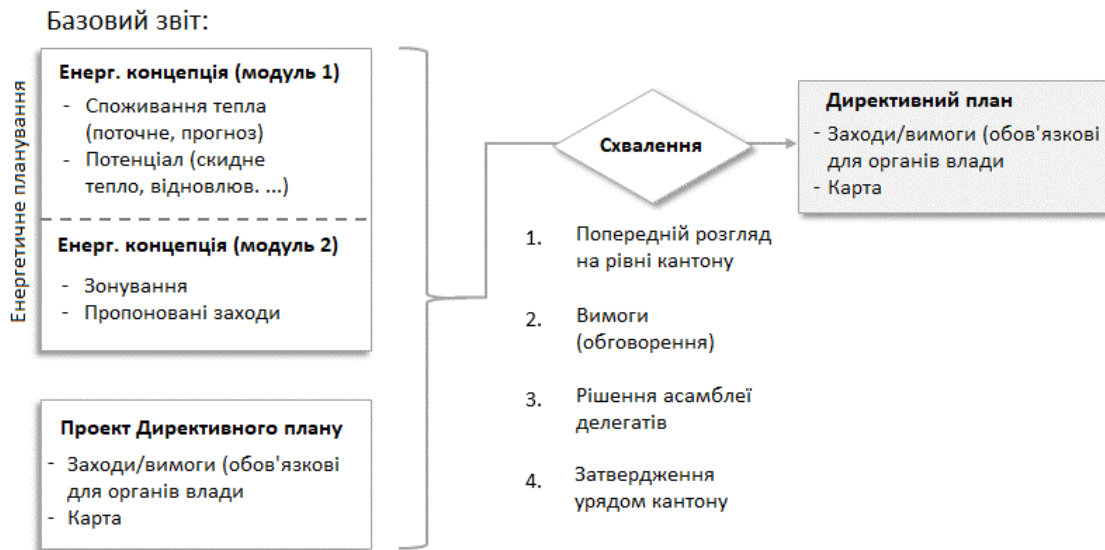 Базовий звіт:
Енергетичне планування
Енерг. концепція (модуль 1)
- Споживання тепла
(поточне, прогноз)
- Потенціал (скидне
тепло, відновлюв. ...)
Енерг. концепція (модуль 2)
- Зонування
- Пропоновані заходи
Проект Директивного плану
- Заходи/вимоги (обов'язкові
для органів влади
- Карта
Схвалення
1. Попередній розгляд
на рівні кантону
2. Вимоги
(обговорення)
3. Рішення асамблеї
делегатів
4. Затвердження
урядом кантону
Директивний план
- Заходи/вимоги (обов'язкові
для органів влади
- Карта